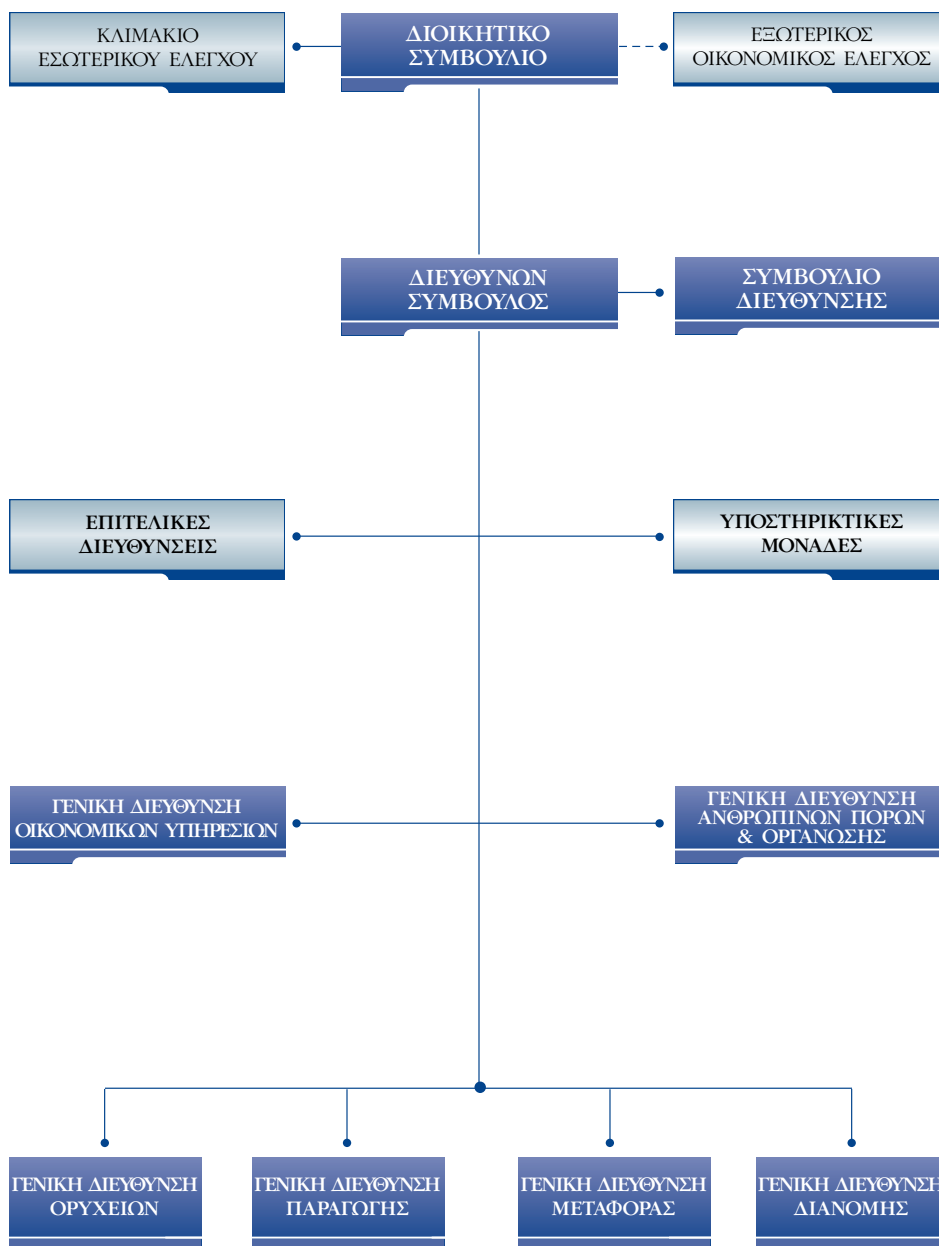 ΚΛΙΜΑΚΙΟ
ΕΣΩΤΕΡΙΚΟΥ ΕΛΕΓΧΟΥ
ΔΙΟΙΚΗΤΙΚΟ
ΣΥΜΒΟΥΛΙΟ
ΕΞΩΤΕΡΙΚΟΣ
ΟΙΚΟΝΟΜΙΚΟΣ ΕΛΕΓΧΟΣ
ΔΙΕΥΘΥΝΩΝ
ΣΥΜΒΟΥΛΟΣ
ΣΥΜΒΟΥΛΙΟ
ΔΙΕΥΘΥΝΣΗΣ
ΕΠΙΤΕΛΙΚΕΣ
ΔΙΕΥΘΥΝΣΕΙΣ
ΥΠΟΣΤΗΡΙΚΤΙΚΕΣ
ΜΟΝΑΔΕΣ
ΓΕΝΙΚΗ ΔΙΕΥΘΥΝΣΗ
ΟΙΚΟΝΟΜΙΚΩΝ ΥΠΗΡΕΣΙΩΝ
ΓΕΝΙΚΗ ΔΙΕΥΘΥΝΣΗ
ΑΝΘΡΩΠΙΝΩΝ ΠΟΡΩΝ
& ΟΡΓΑΝΩΣΗΣ
ΓΕΝΙΚΗ ΔΙΕΥΘΥΝΣΗ
ΟΡΥΧΕΙΩΝ
ΓΕΝΙΚΗ ΔΙΕΥΘΥΝΣΗ
ΠΑΡΑΓΩΓΗΣ
ΓΕΝΙΚΗ ΔΙΕΥΘΥΝΣΗ
ΜΕΤΑΦΟΡΑΣ
ΓΕΝΙΚΗ ΔΙΕΥΘΥΝΣΗ
ΔΙΑΝΟΜΗΣ